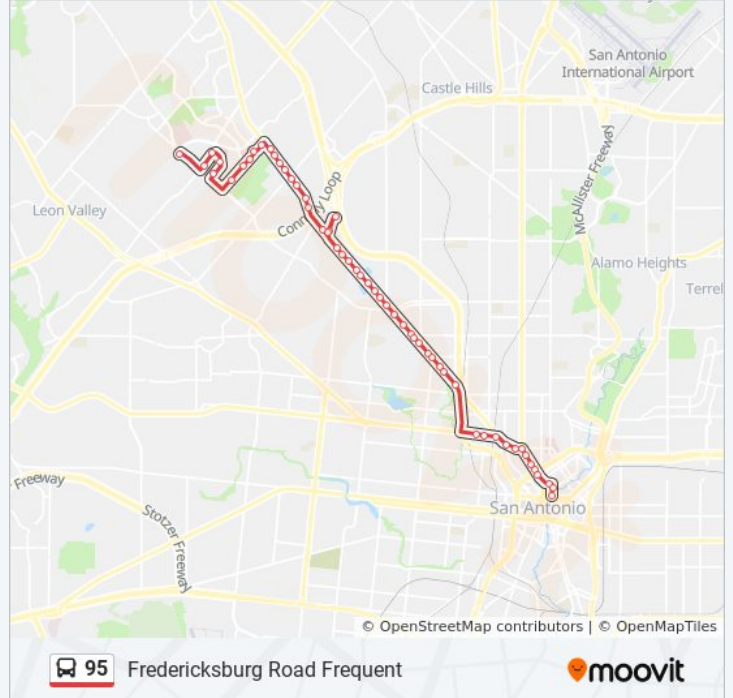 San Antonio
International Airport
Castle Hills
McAllister Freeway
Connally Loop
Leon Valley
Alamo Heights
Terrel
Freeway
Stotzer Freeway
San Antonio
© OpenStreetMap contributors | © OpenMapTiles
95 Fredericksburg Road Frequent
moovit